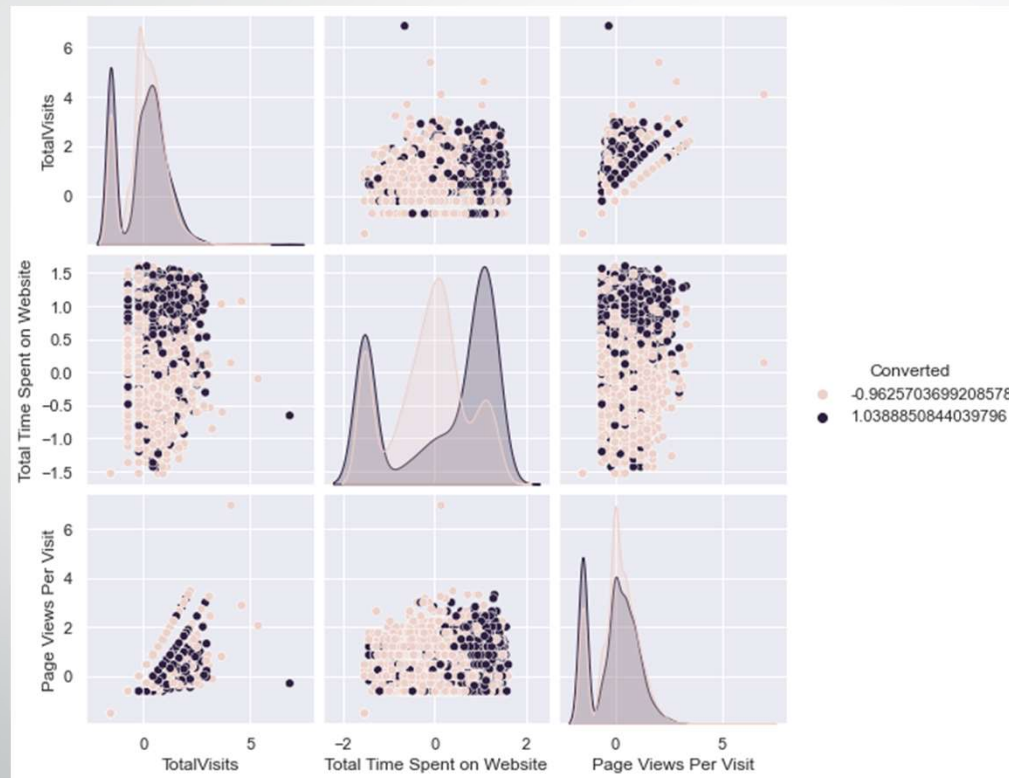 TotalVisits
6
4
2
0
Total Time Spent on Website
1.5
1.0
0.5
0.0
−0.5
−1.0
−1.5
Page Views Per Visit
6
4
2
0
0 5
TotalVisits
−2 0 2
Total Time Spent on Website
0 5
Page Views Per Visit
Converted
-0.9625703699208578
1.0388850844039796